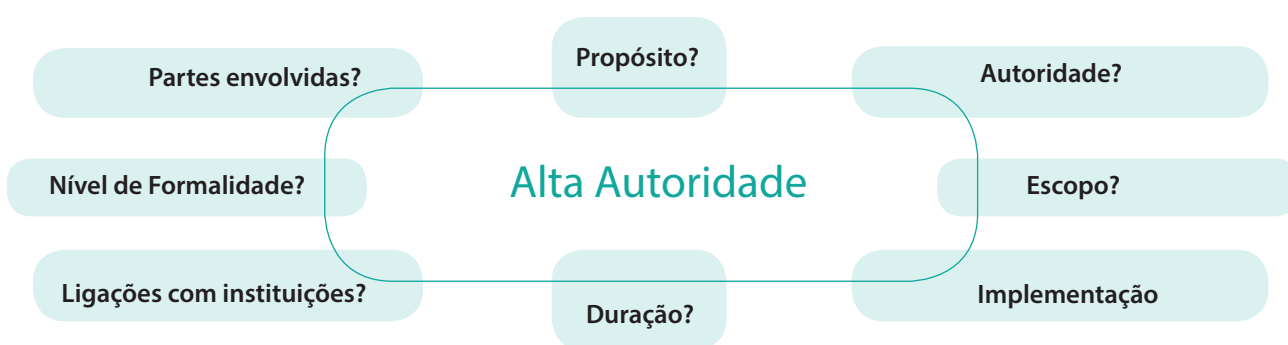 Propósito?
Partes envolvidas?
Autoridade?
Alta Autoridade
Nível de Formalidade?
Escopo?
Ligações com instituições?
Implementação
Duração?